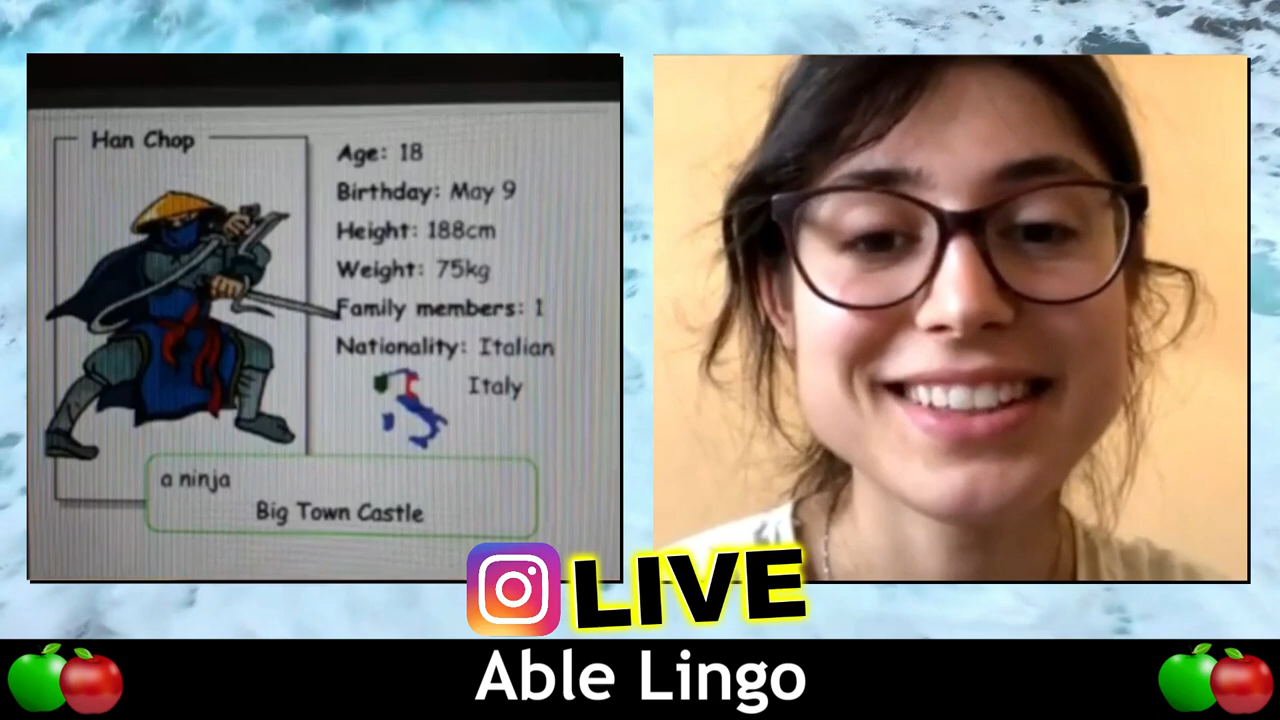 Han Chop
Age: 18
Birthday: May 9
Height: 188cm
Weight: 75kg
Family members: 1
Nationality: Italian
Italy
a ninja
Big Town Castle
LIVE
Able Lingo